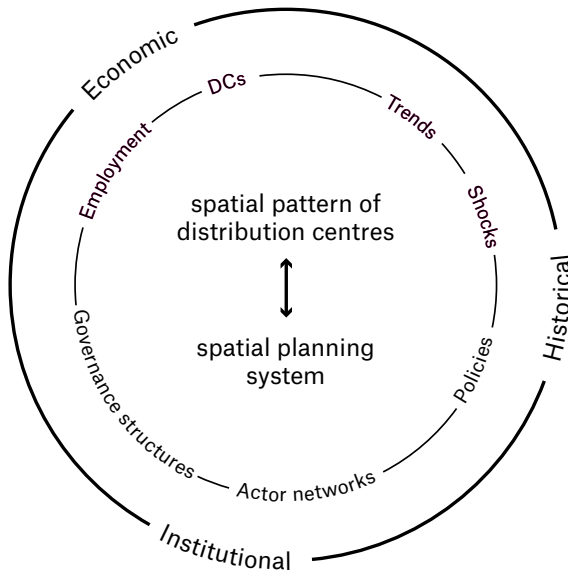 Economic
DCs
Trends
Employment
Shocks
spatial pattern of
distribution centres
Historical
spatial planning
system
Governance structures
Policies
Actor networks
Institutional